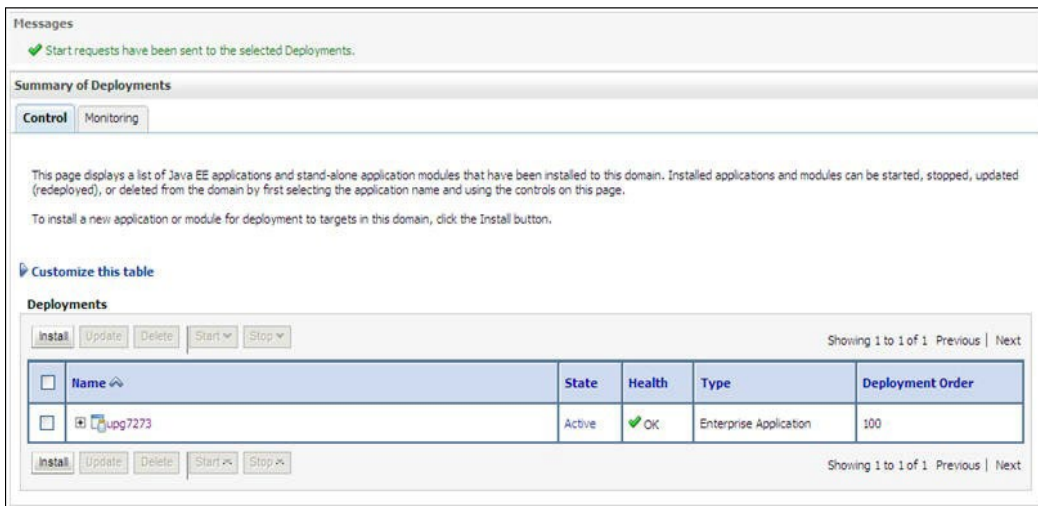 Messages
Start requests have been sent to the selected Deployments.
Summary of Deployments
Control Monitoring
This page displays a list of Java EE applications and stand-alone application modules that have been installed to this domain. Installed applications and modules can be started, stopped, updated
(redeployed), or deleted from the domain by first selecting the application name and using the controls on this page.
To install a new application or module for deployment to targets in this domain, click the Install button.
Customize this table
Deployments
Install Update Delete Start Stop Showing 1 to 1 of 1 Previous | Next
Name State Health Type Deployment Order
upg7273 Active OK Enterprise Application 100
Install Update Delete Start Stop Showing 1 to 1 of 1 Previous | Next